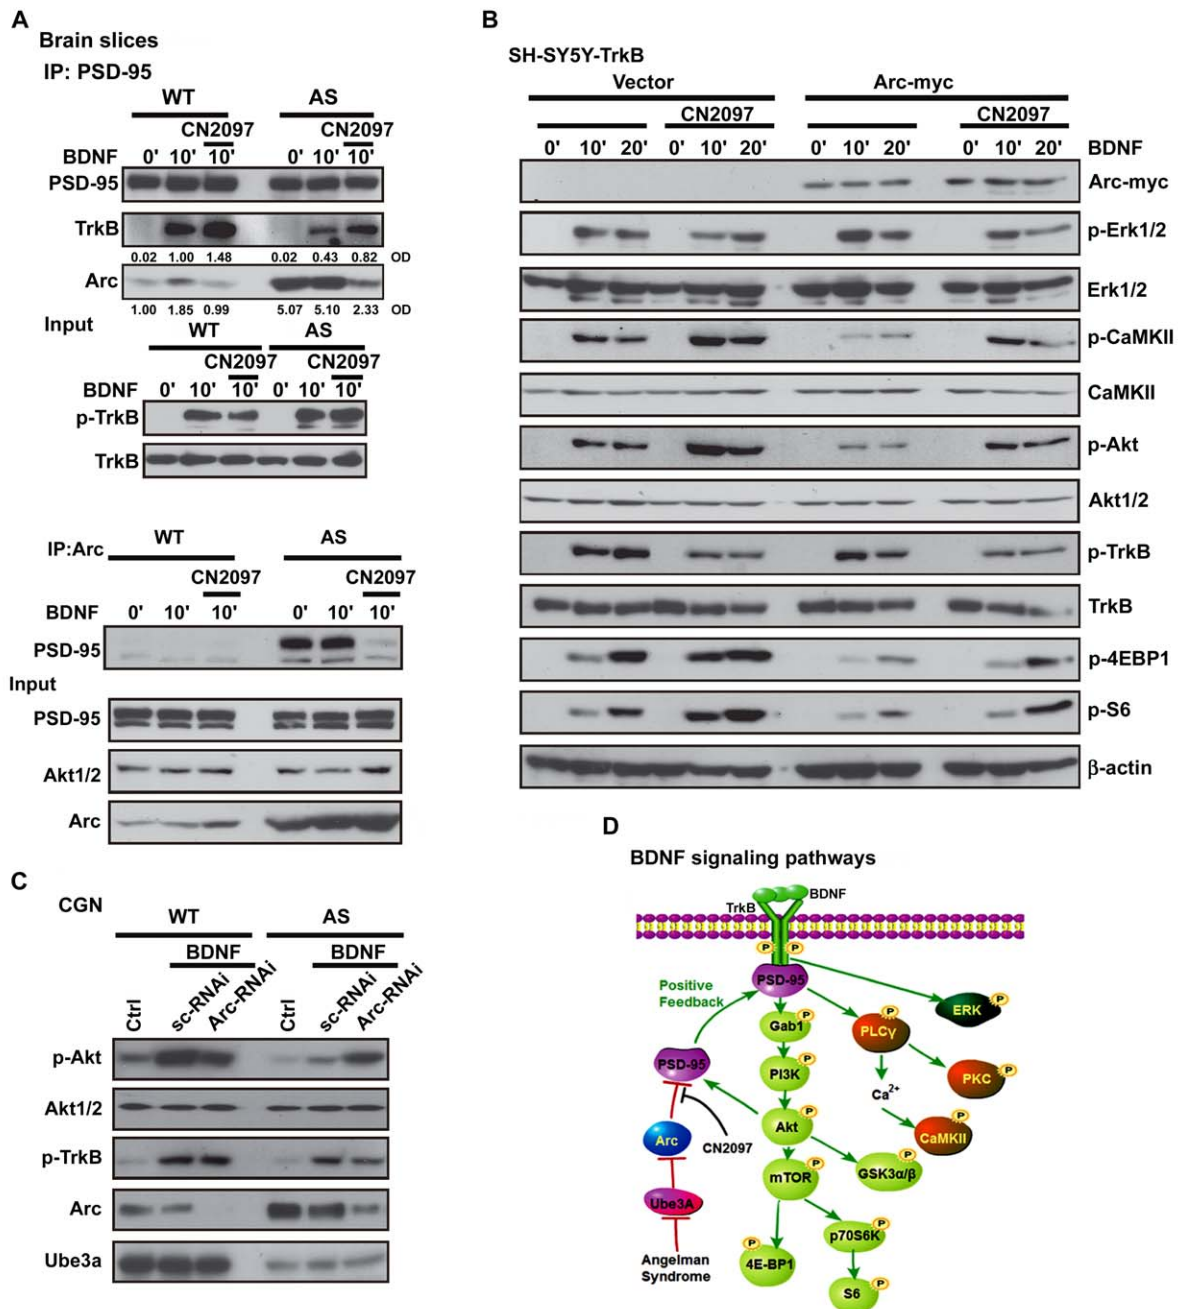 A
Brain slices
IP: PSD-95
WT AS
CN2097 CN2097
BDNF 0' 10' 10' 0' 10' 10'
PSD-95
TrkB
0.02 1.00 1.48 0.02 0.43 0.82 OD
Arc
1.00 1.85 0.99 5.07 5.10 2.33 OD
Input
WT AS
CN2097 CN2097
BDNF 0' 10' 10' 0' 10' 10'
p-TrkB
TrkB
IP:Arc
WT AS
CN2097 CN2097
BDNF 0' 10' 10' 0' 10' 10'
PSD-95
Input
PSD-95
Akt1/2
Arc
B
SH-SY5Y-TrkB
Vector Arc-myc
CN2097 CN2097
0' 10' 20' 0' 10' 20' 0' 10' 20' 0' 10' 20' BDNF
Arc-myc
p-Erk1/2
Erk1/2
p-CaMKII
CaMKII
p-Akt
Akt1/2
p-TrkB
TrkB
p-4EBP1
p-S6
β-actin
C
CGN
WT AS
BDNF BDNF
Ctrl sc-RNAi Arc-RNAi Ctrl sc-RNAi Arc-RNAi
p-Akt
Akt1/2
p-TrkB
Arc
Ube3a
D
BDNF signaling pathways
TrkB BDNF
P P
PSD-95
Positive
Feedback
Gab1 P
PLCγ P
ERK P
PSD-95
PI3K P
PKC P
Ca2+
Arc
CN2097
Akt P
CaMKII P
mTOR P
GSK3α/β P
Ube3A
p70S6K P
Angelman
Syndrome
4E-BP1 P
S6 P